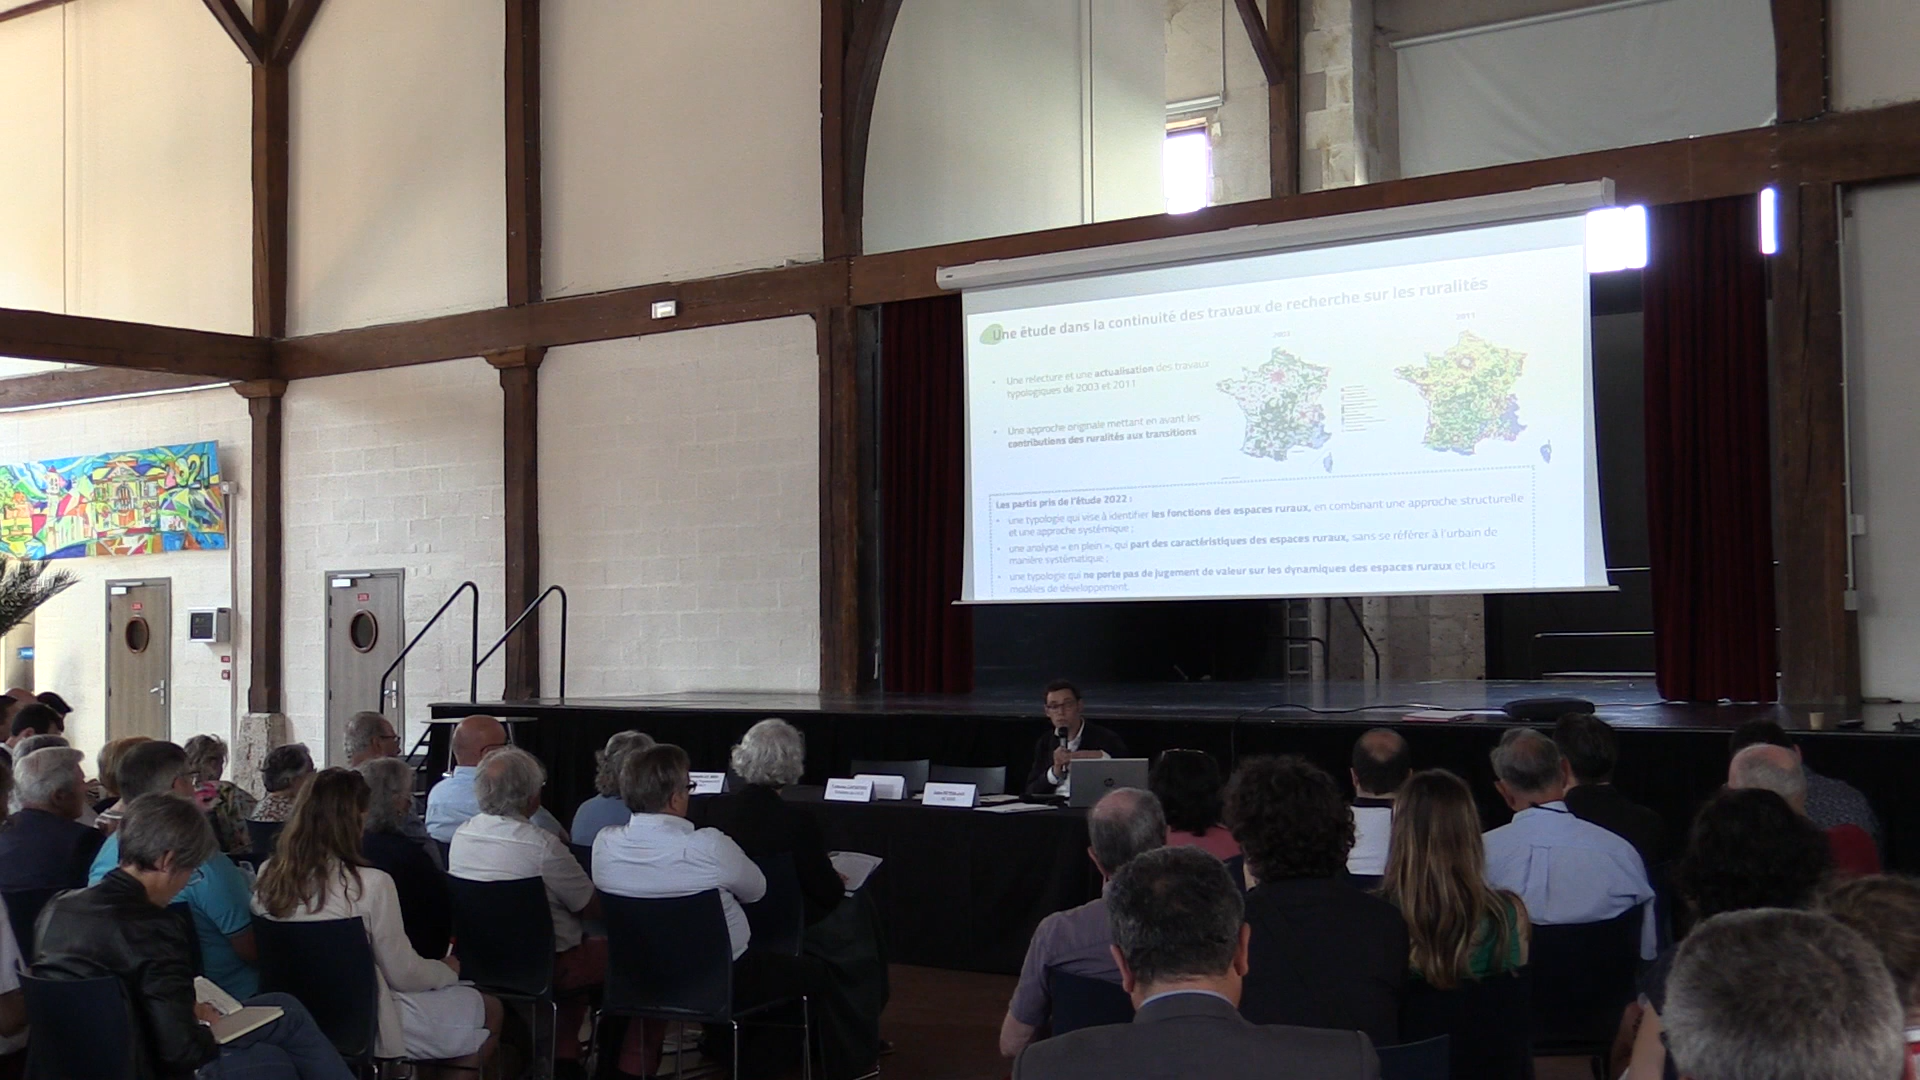 Une étude dans la continuité des travaux de recherche sur les ruralités
2003
2011
• Une relecture et une actualisation des travaux
typologiques de 2003 et 2011
• Une approche originale mettant en avant les
contributions des ruralités aux transitions
Les partis pris de l'étude 2022 :
• une typologie qui vise à identifier les fonctions des espaces ruraux, en combinant une approche structurelle
et une approche systémique ;
• une analyse « en plein », qui part des caractéristiques des espaces ruraux, sans se référer à l'urbain de
manière systématique ;
• une typologie qui ne porte pas de jugement de valeur sur les dynamiques des espaces ruraux et leurs
modèles de développement.
2021
hp